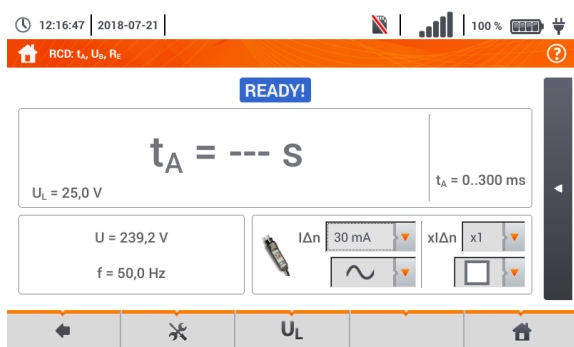 12:16:47 2018-07-21 100 %
RCD: tA, UB, RE
READY!
tA = --- s
UL = 25,0 V
tA = 0..300 ms
U = 239,2 V
f = 50,0 Hz
IΔn 30 mA xIΔn x1
UL